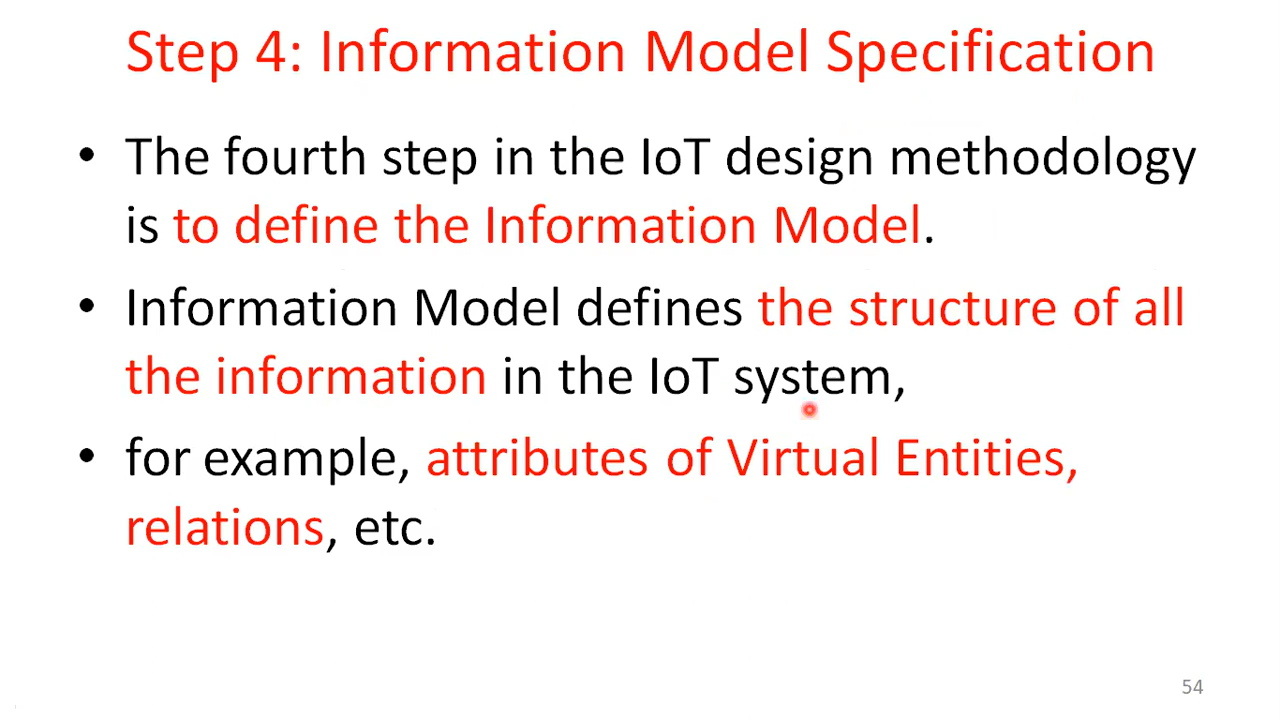 Step 4: Information Model Specification
• The fourth step in the IoT design methodology
is to define the Information Model.
• Information Model defines the structure of all
the information in the IoT system,
• for example, attributes of Virtual Entities,
relations, etc.
54